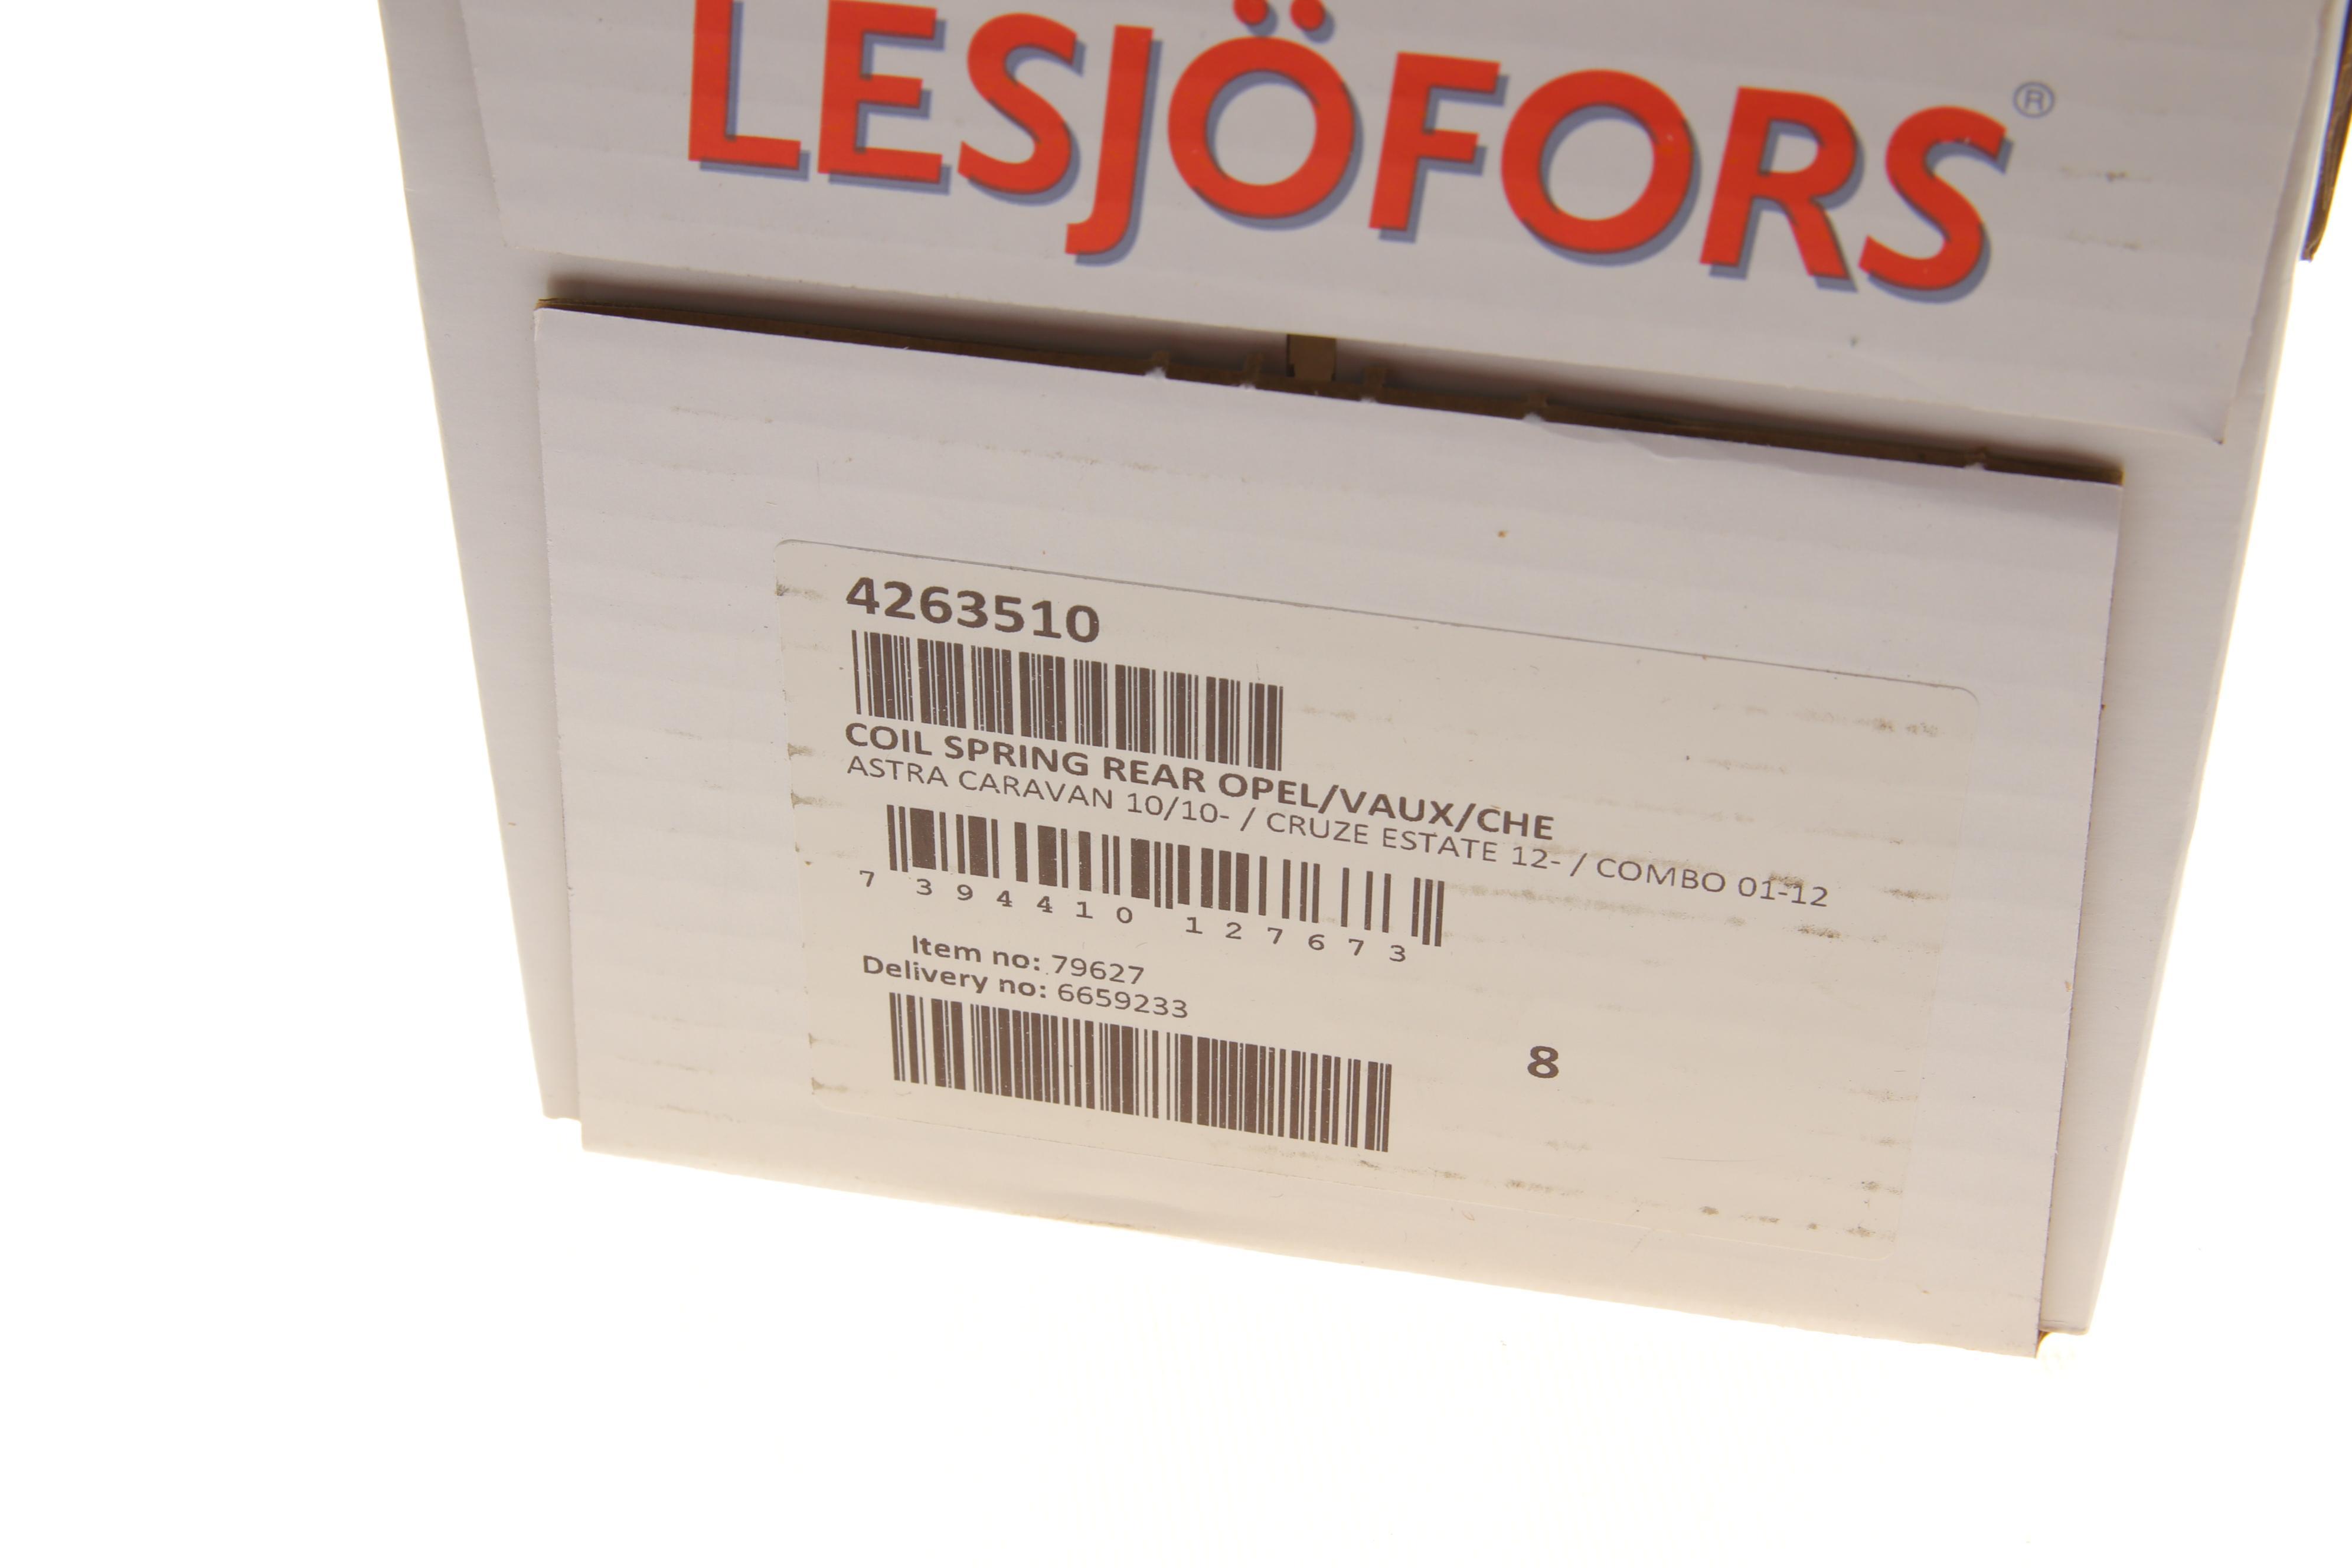 LESJÖFORS®
4263510
COIL SPRING REAR OPEL/VAUX/CHE
ASTRA CARAVAN 10/10- / CRUZE ESTATE 12- / COMBO 01-12
7 394410 127673
Item no: 79627
Delivery no: 6659233
8